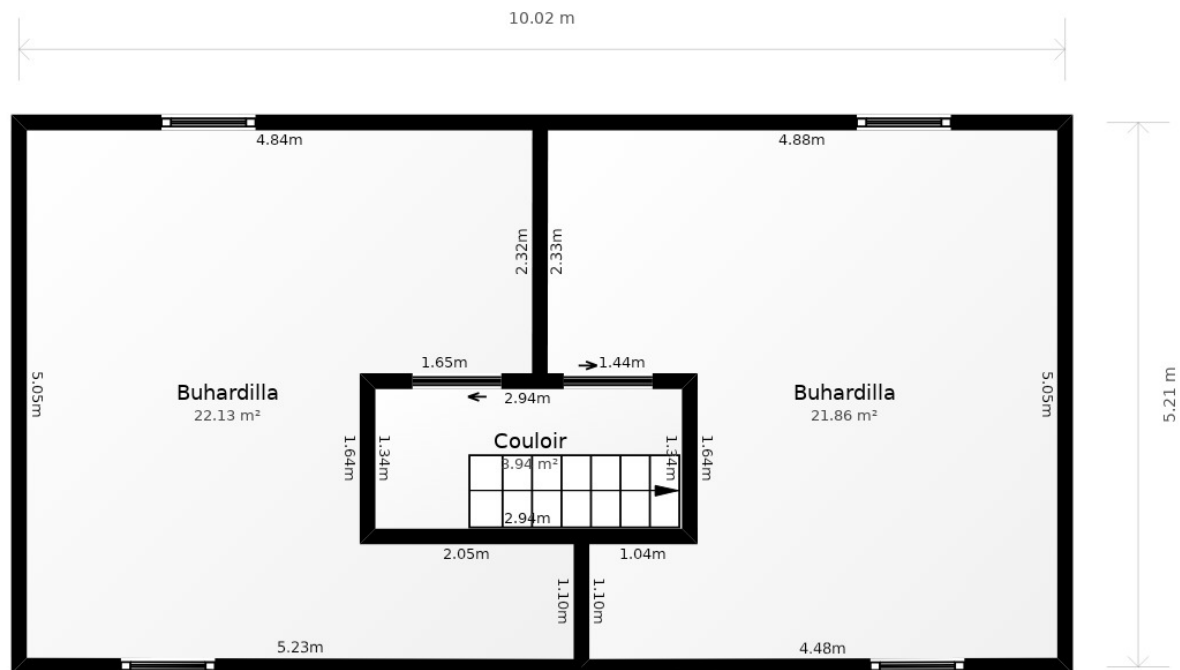 10.02 m
4.84m
4.88m
2.32m
2.33m
5.21 m
1.65m
1.44m
5.05m
Buhardilla
22.13 m²
2.94m
Buhardilla
21.86 m²
5.05m
Couloir
3.94 m²
1.64m
1.34m
1.34m
1.64m
2.94m
2.05m
1.04m
1.10m
1.10m
5.23m
4.48m